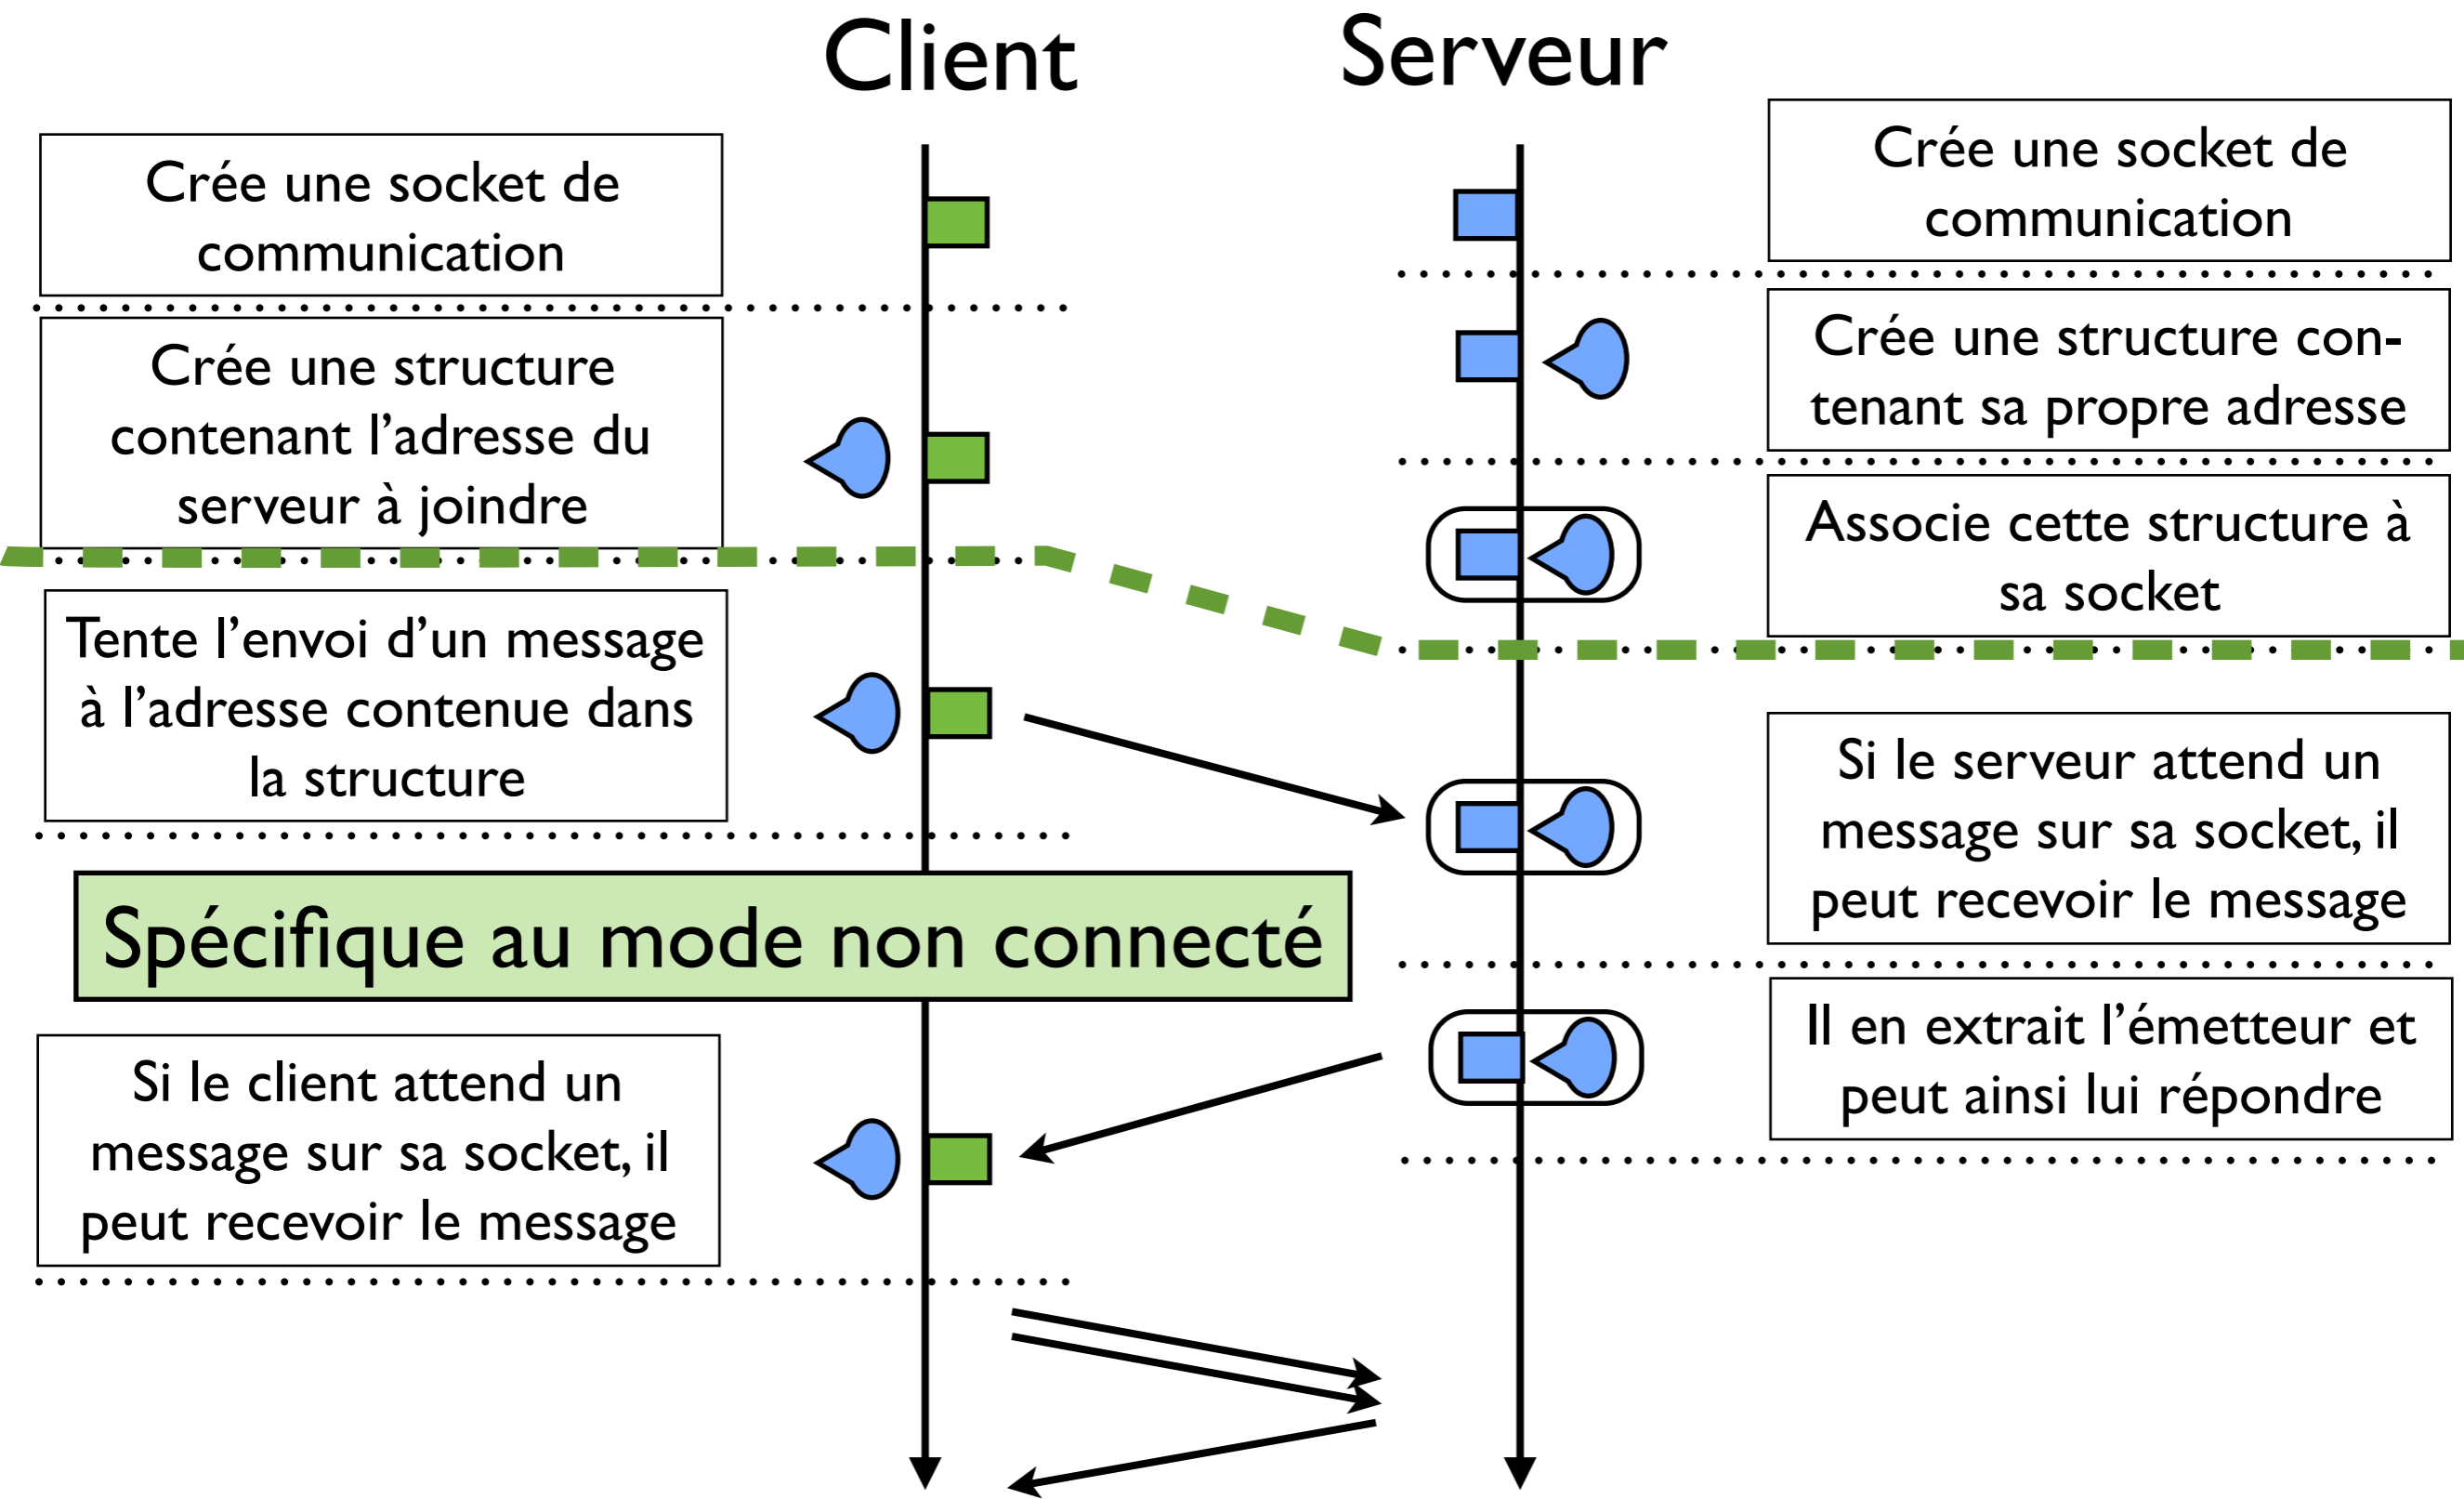 Client
Serveur
Crée une socket de
communication
Crée une structure
contenant l’adresse du
serveur à joindre
Tente l’envoi d’un message
à l’adresse contenue dans
la structure
Spécifique au mode non connecté
Si le client attend un
message sur sa socket, il
peut recevoir le message
Crée une socket de
communication
Crée une structure con-
tenant sa propre adresse
Associe cette structure à
sa socket
Si le serveur attend un
message sur sa socket, il
peut recevoir le message
Il en extrait l’émetteur et
peut ainsi lui répondre